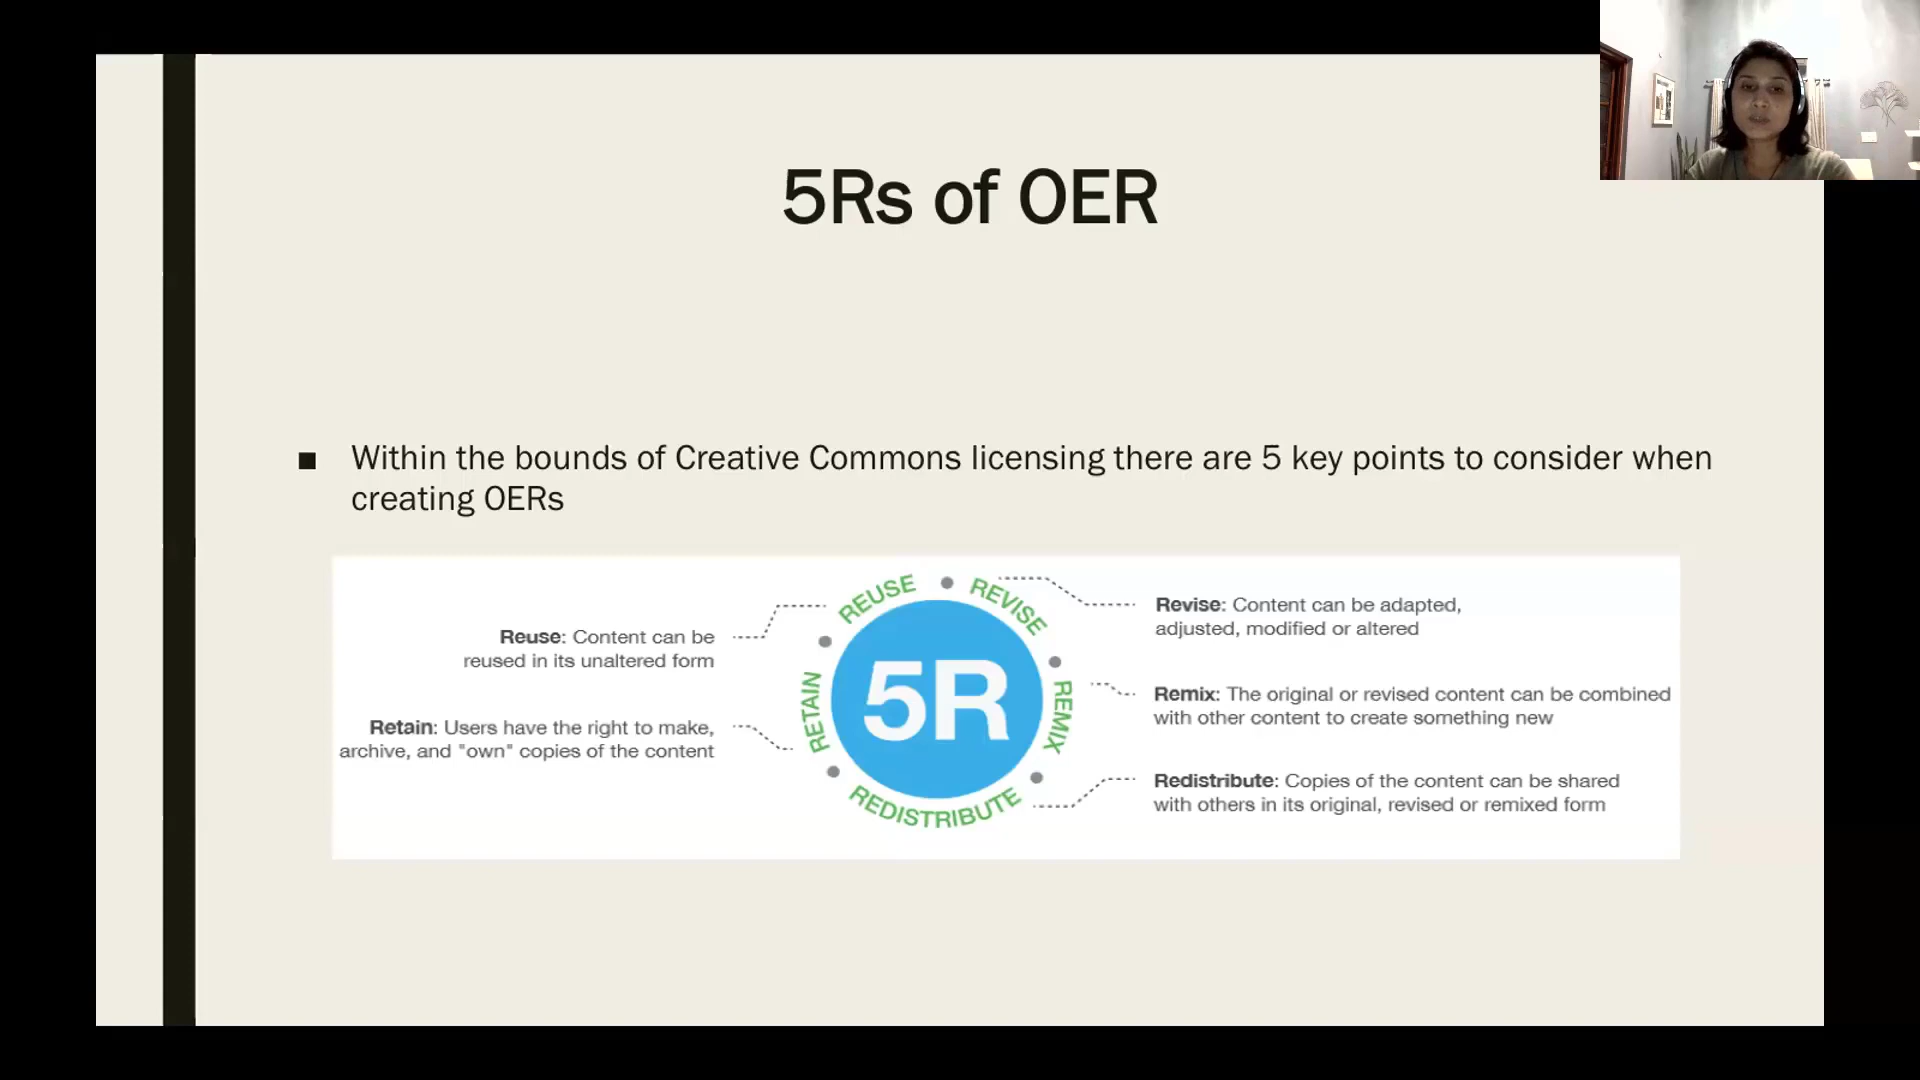 5Rs of OER
■ Within the bounds of Creative Commons licensing there are 5 key points to consider when
creating OERs
Reuse: Content can be
reused in its unaltered form
Retain: Users have the right to make,
archive, and "own" copies of the content
REUSE
REVISE
REMIX
REDISTRIBUTE
RETAIN
5R
Revise: Content can be adapted,
adjusted, modified or altered
Remix: The original or revised content can be combined
with other content to create something new
Redistribute: Copies of the content can be shared
with others in its original, revised or remixed form